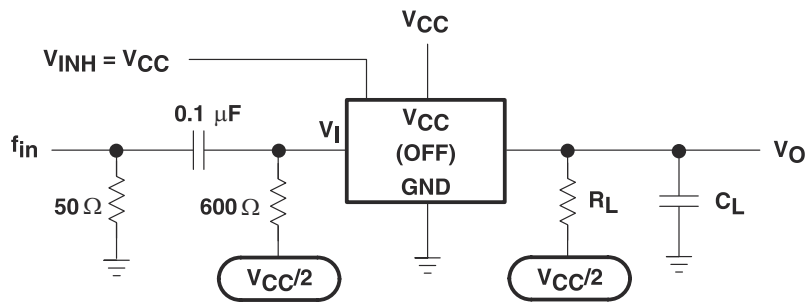 VCC
VINH = VCC
0.1 μF
fin
VI
VCC
(OFF)
GND
VO
50 Ω
600 Ω
RL
CL
VCC/2
VCC/2